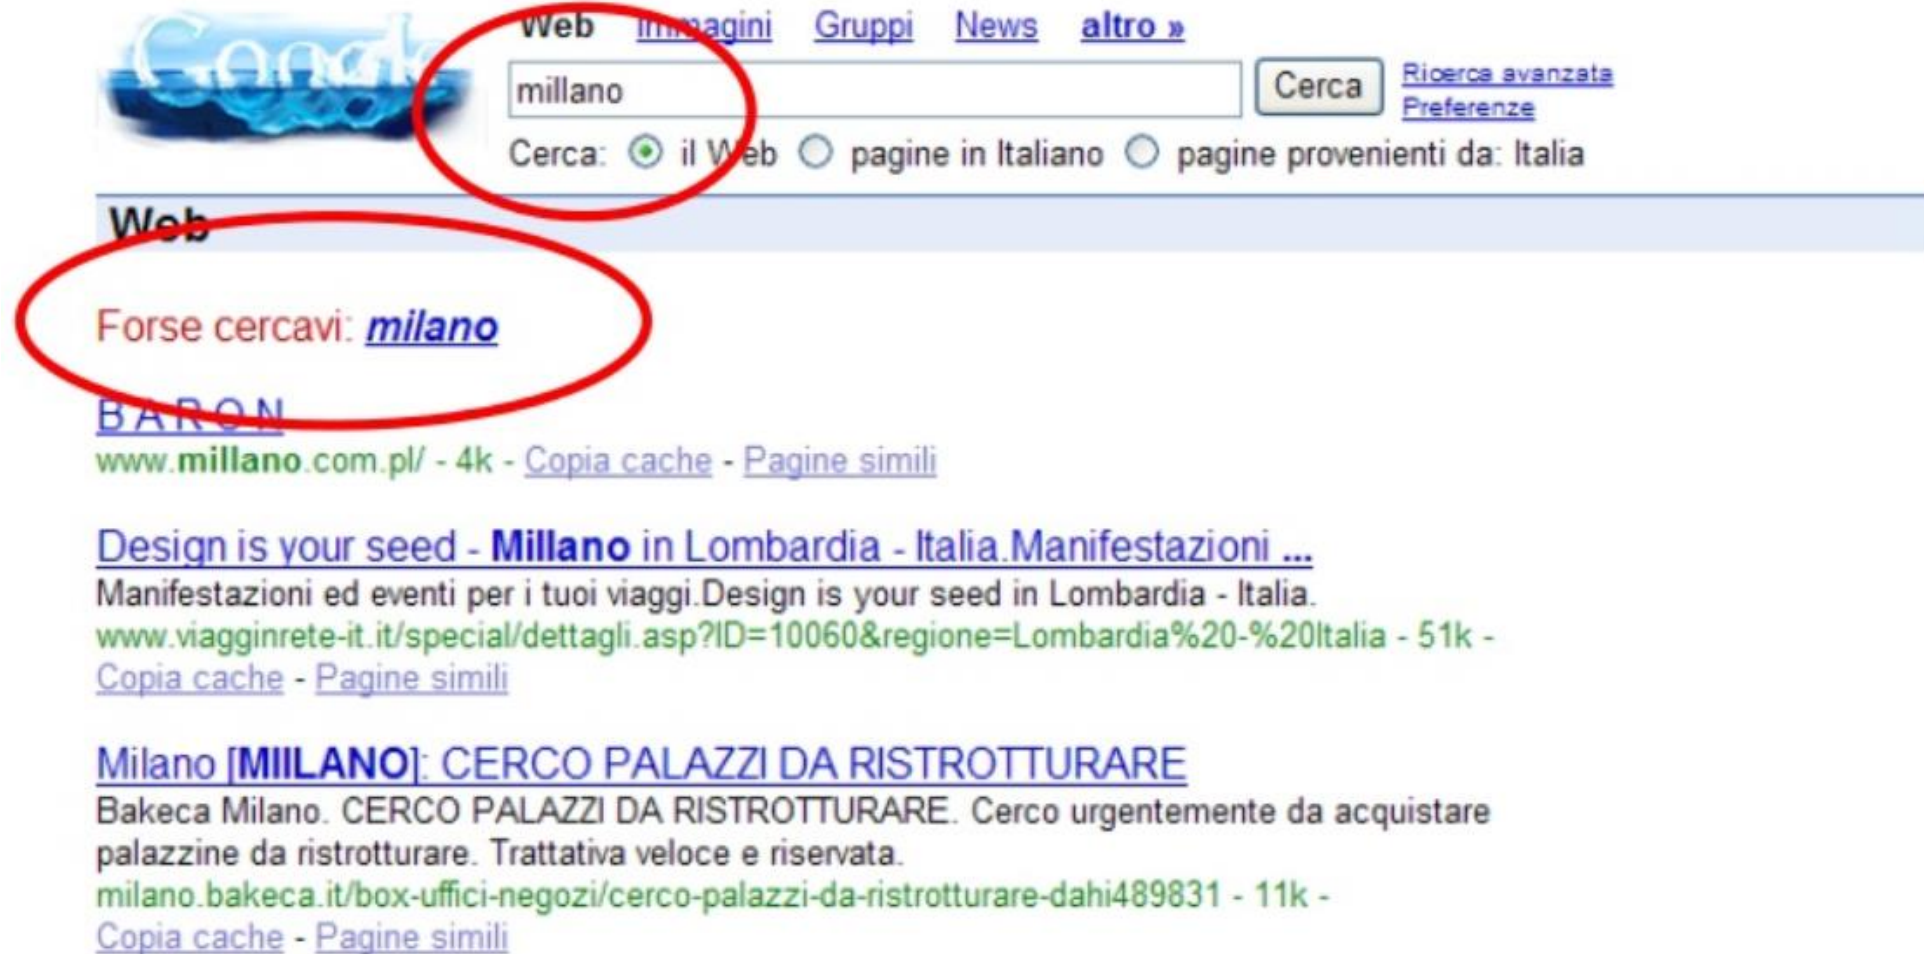 Google
Web Immagini Gruppi News altro »
millano Cerca Ricerca avanzata
Preferenze
Cerca: il Web pagine in Italiano pagine provenienti da: Italia
Web
Forse cercavi: milano
B A R O N
www.millano.com.pl/ - 4k - Copia cache - Pagine simili
Design is your seed - Millano in Lombardia - Italia.Manifestazioni ...
Manifestazioni ed eventi per i tuoi viaggi.Design is your seed in Lombardia - Italia.
www.viagginrete-it.it/special/dettagli.asp?ID=10060&regione=Lombardia%20-%20Italia - 51k -
Copia cache - Pagine simili
Milano [MIILANO]: CERCO PALAZZI DA RISTROTTURARE
Bakeca Milano. CERCO PALAZZI DA RISTROTTURARE. Cerco urgentemente da acquistare
palazzine da ristrotturare. Trattativa veloce e riservata.
milano.bakeca.it/box-uffici-negozi/cerco-palazzi-da-ristrotturare-dahi489831 - 11k -
Copia cache - Pagine simili